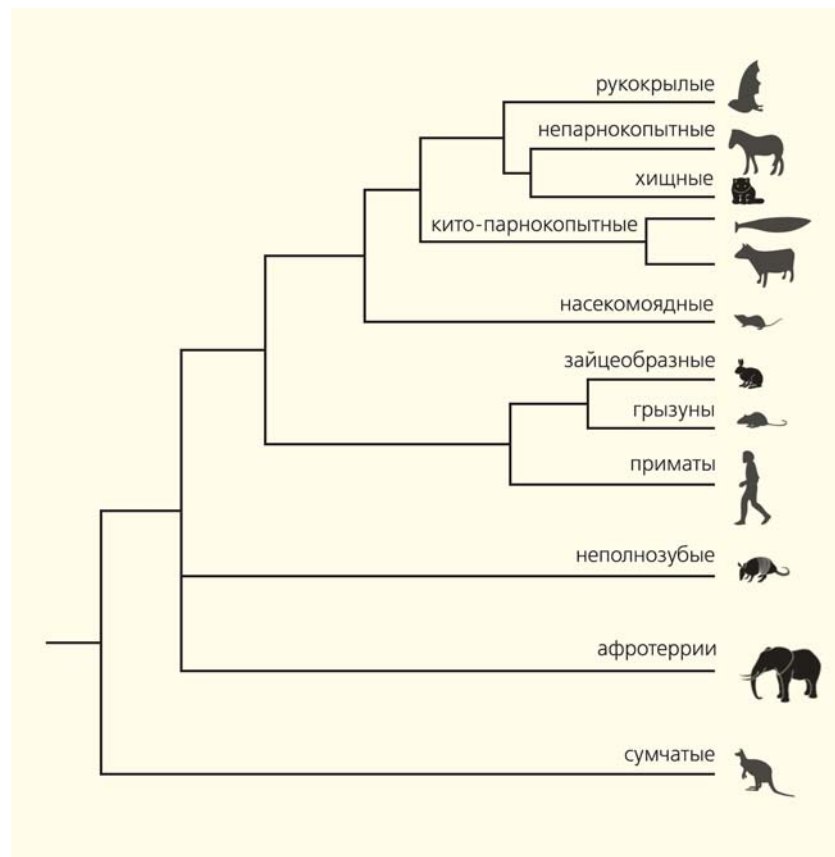 рукокрылые
непарнокопытные
хищные
кито-парнокопытные
насекомоядные
зайцеобразные
грызуны
приматы
неполнозубые
афротеррии
сумчатые